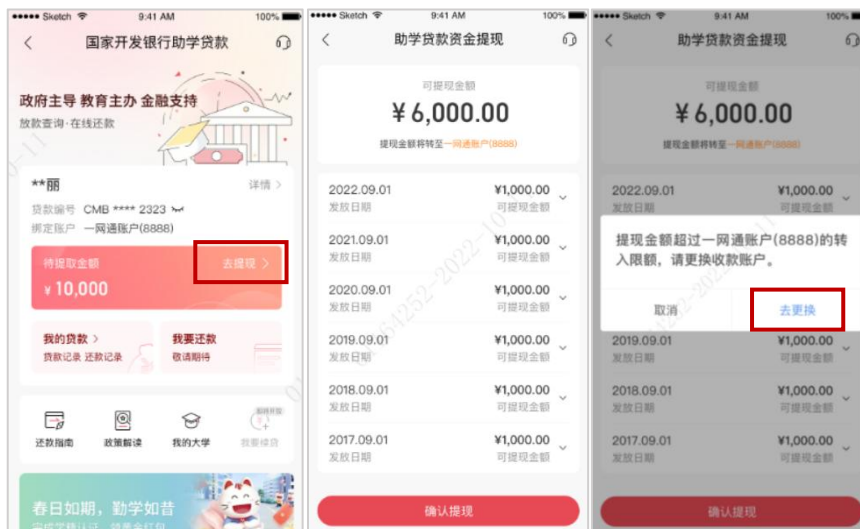 Sketch 9:41 AM 100%
国家开发银行助学贷款
政府主导 教育主办 金融支持
放款查询·在线还款
**丽 详情 >
贷款编号 CMB **** 2323
绑定账户 一网通账户(8888)
待提取金额 去提现 >
¥ 10,000
我的贷款 >
贷款记录 还款记录
我要还款
敬请期待
还款指南 政策解读 我的大学 我要续贷
春日如期，勤学如昔
Sketch 9:41 AM 100%
助学贷款资金提现
可提现金额
¥ 6,000.00
提现金额将转至一网通账户(8888)
2022.09.01 ¥1,000.00
发放日期 可提现金额
2021.09.01 ¥1,000.00
发放日期 可提现金额
2020.09.01 ¥1,000.00
发放日期 可提现金额
2019.09.01 ¥1,000.00
发放日期 可提现金额
2018.09.01 ¥1,000.00
发放日期 可提现金额
2017.09.01 ¥1,000.00
发放日期 可提现金额
确认提现
Sketch 9:41 AM 100%
助学贷款资金提现
可提现金额
¥ 6,000.00
提现金额将转至一网通账户(8888)
2022.09.01 ¥1,000.00
发放日期 可提现金额
提现金额超过一网通账户(8888)的转
入限额，请更换收款账户。
取消 去更换
2019.09.01 ¥1,000.00
发放日期 可提现金额
2018.09.01 ¥1,000.00
发放日期 可提现金额
2017.09.01 ¥1,000.00
发放日期 可提现金额
确认提现